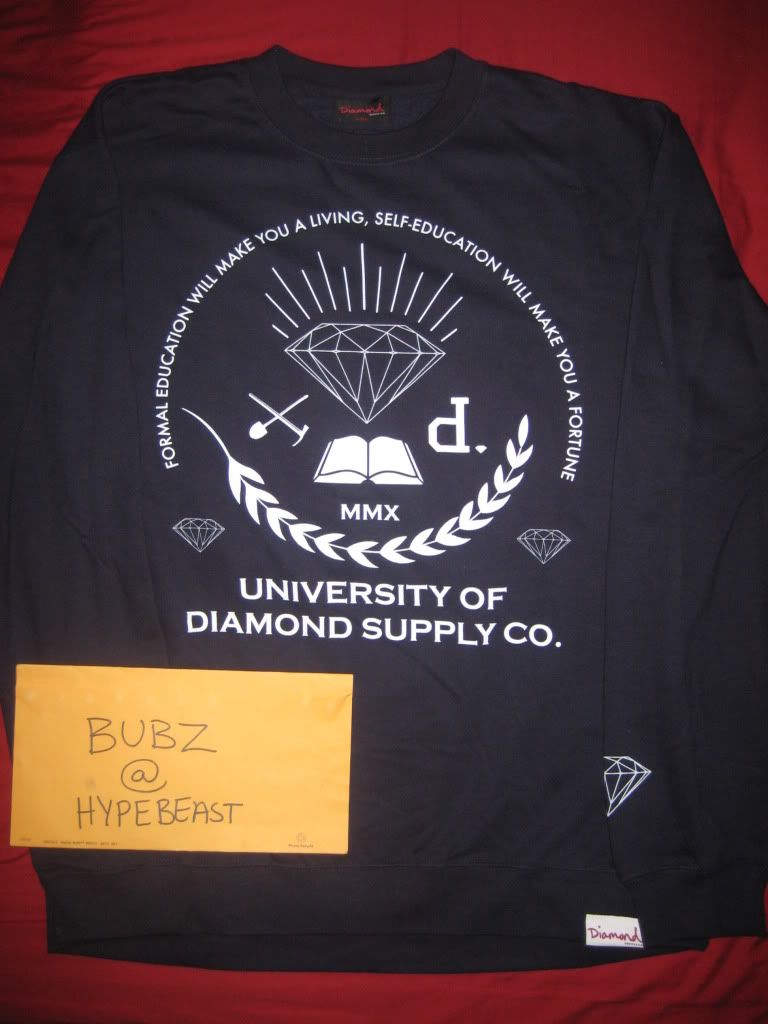 Diamond
FORMAL EDUCATION WILL MAKE YOU A LIVING, SELF-EDUCATION WILL MAKE YOU A FORTUNE
d.
MMX
UNIVERSITY OF
DIAMOND SUPPLY CO.
BUBZ
@
HYPEBEAST
Diamond